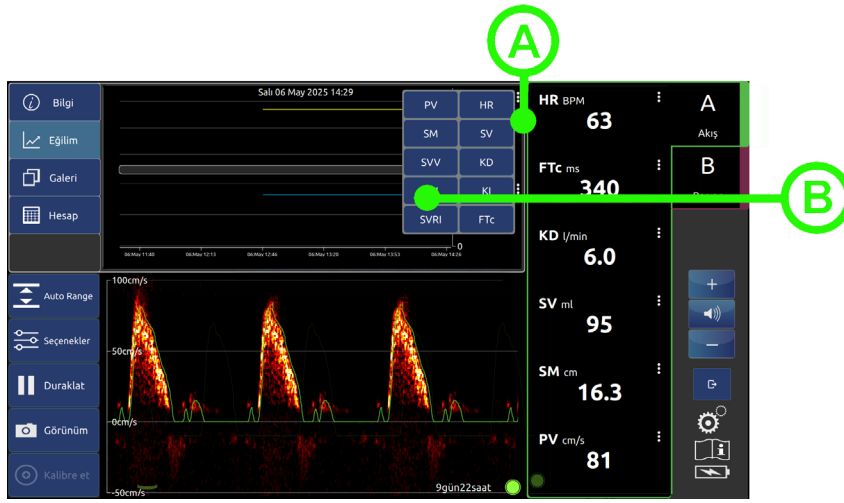 A
Bilgi
Eğilim
Galeri
Hesap
Salı 06 May 2025 14:29
PV
HR
SM
SV
SVV
KD
KI
SVRI
FTc
0
06:May 11:40
06:May 12:13
06:May 12:46
06:May 13:20
06:May 13:53
06:May 14:26
HR BPM
63
FTc ms
340
KD l/min
6.0
SV ml
95
SM cm
16.3
PV cm/s
81
A
Akış
B
B
Auto Range
Seçenekler
Duraklat
Görünüm
Kalibre et
100cm/s
50cm/s
0cm/s
-50cm/s
9gün22saat